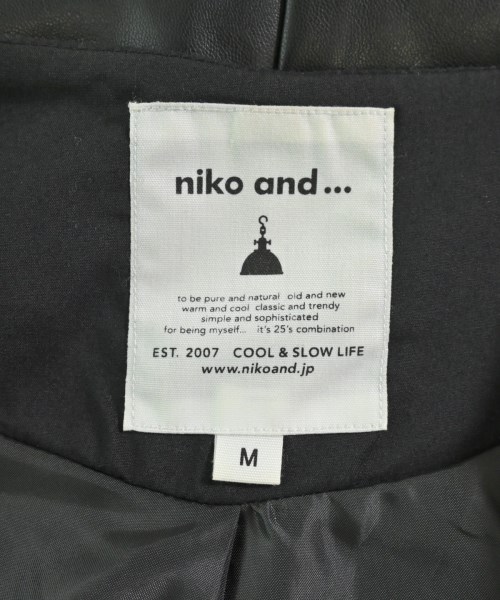 niko and...
to be pure and natural old and new
warm and cool classic and trendy
simple and sophisticated
for being myself... it's 25's combination
EST. 2007 COOL & SLOW LIFE
www.nikoand.jp
M